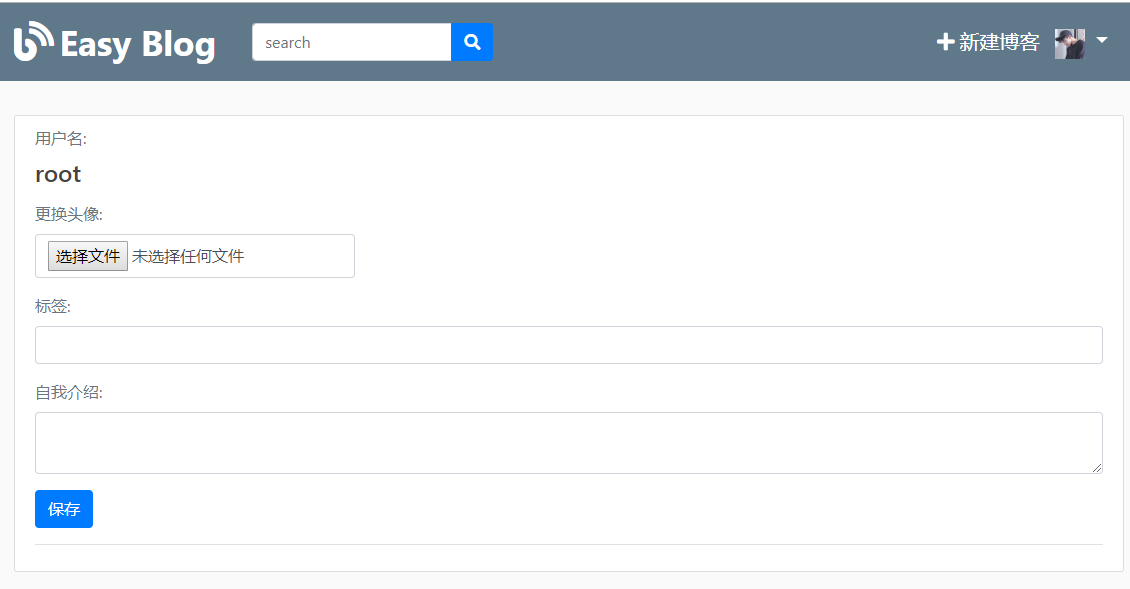 Easy Blog
search
新建博客
用户名:
root
更换头像:
选择文件 未选择任何文件
标签:
自我介绍:
保存